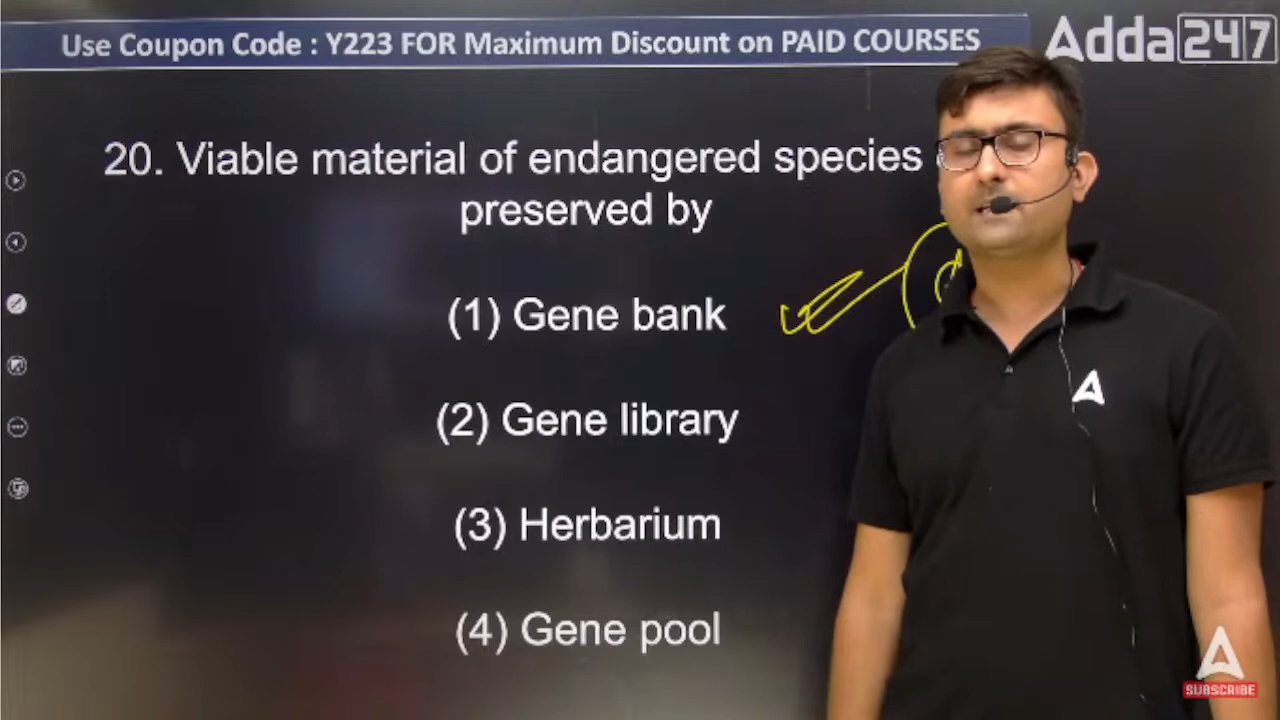 Use Coupon Code : Y223 FOR Maximum Discount on PAID COURSES
Adda247
20. Viable material of endangered species
preserved by
(1) Gene bank
(2) Gene library
(3) Herbarium
(4) Gene pool
SUBSCRIBE